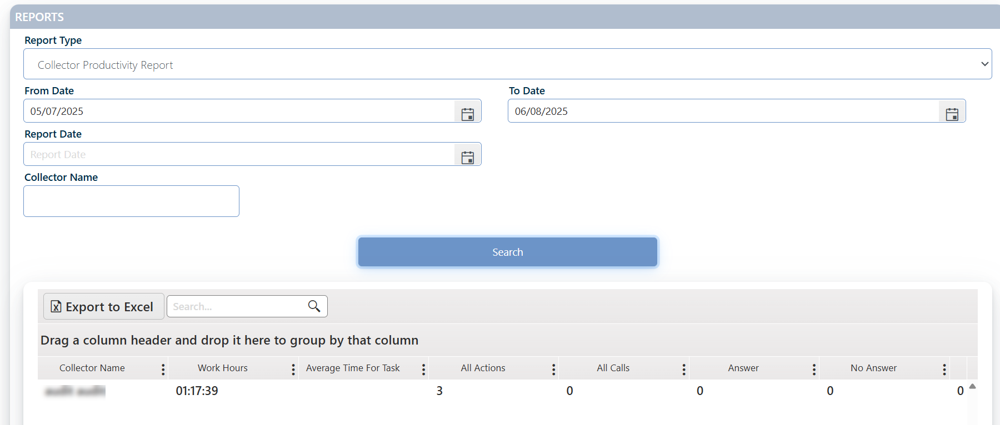 REPORTS
Report Type
Collector Productivity Report
From Date To Date
05/07/2025 06/08/2025
Report Date
Report Date
Collector Name
Search
Export to Excel Search...
Drag a column header and drop it here to group by that column
Collector Name Work Hours Average Time For Task All Actions All Calls Answer No Answer
01:17:39 3 0 0 0 0